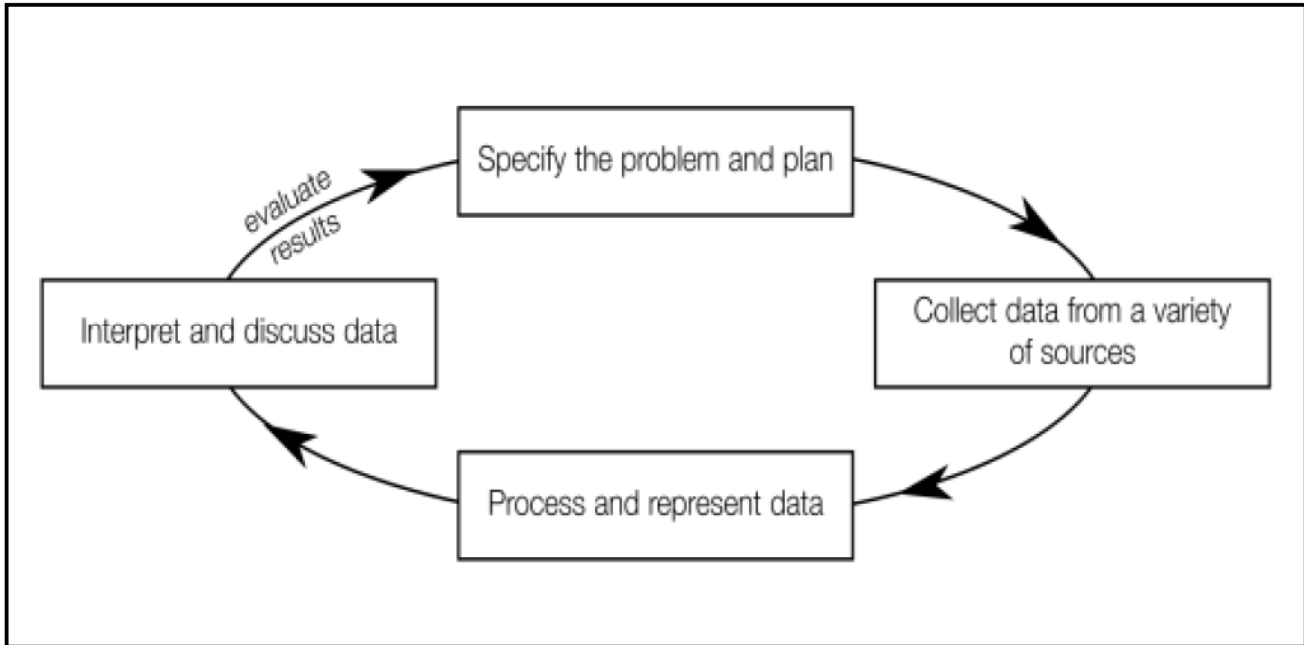 Specify the problem and plan
evaluate
results
Collect data from a variety
of sources
Interpret and discuss data
Process and represent data